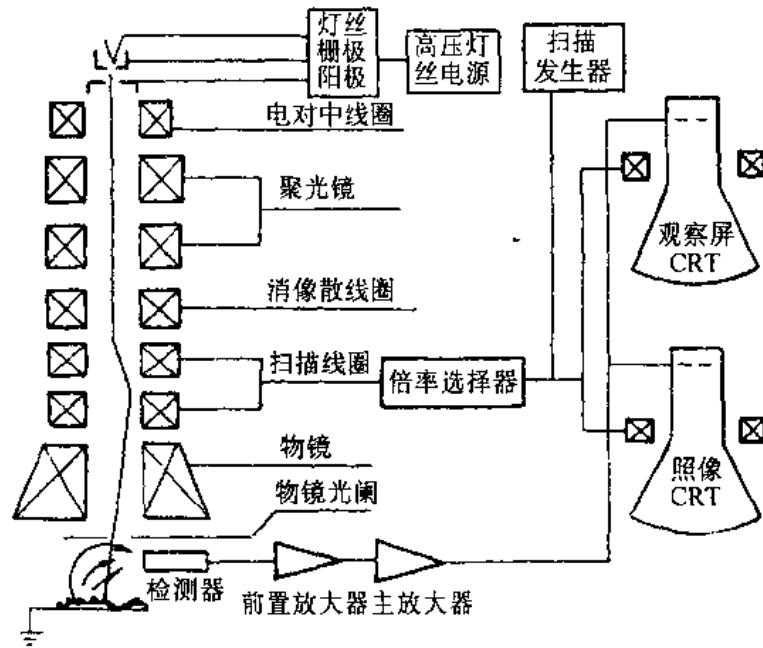 灯丝
栅极
阳极
高压灯
丝电源
扫描
发生器
电对中线圈
聚光镜
观察屏
CRT
消像散线圈
扫描线圈
倍率选择器
物镜
物镜光阑
照像
CRT
检测器
前置放大器主放大器